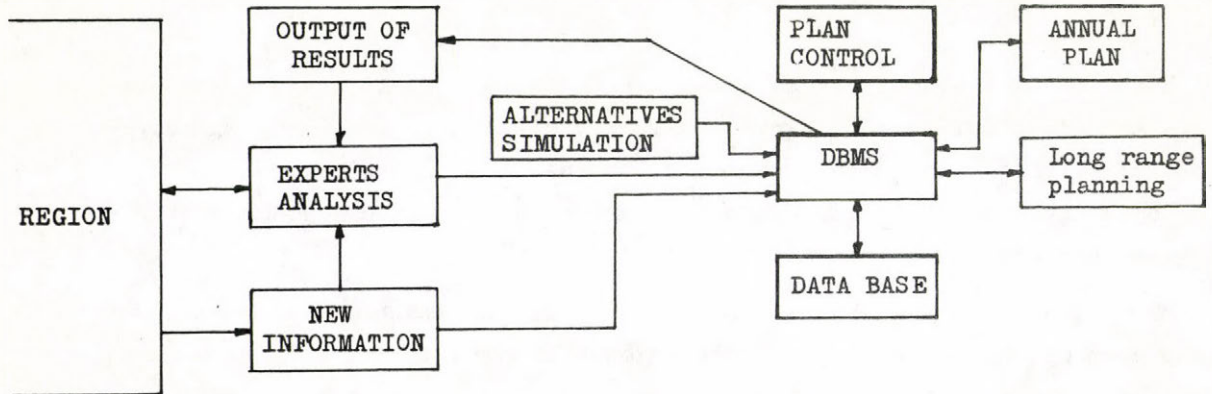 OUTPUT OF
RESULTS
PLAN
CONTROL
ANNUAL
PLAN
ALTERNATIVES
SIMULATION
DBMS
Long range
planning
EXPERTS
ANALYSIS
REGION
DATA BASE
NEW
INFORMATION